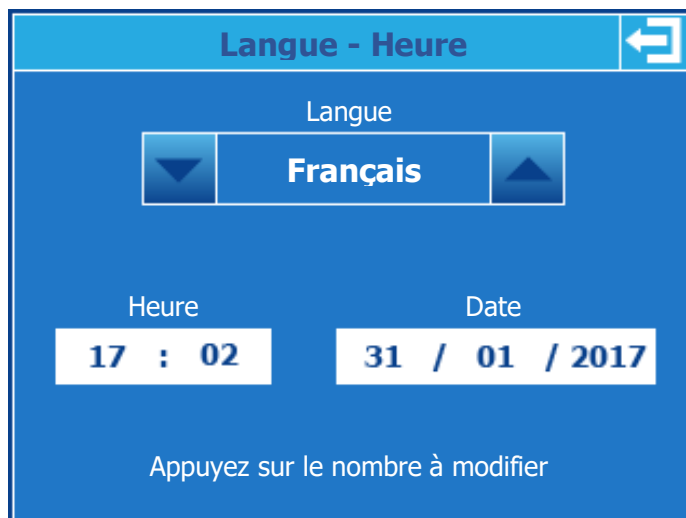 Langue - Heure
Langue
Français
Heure Date
17 : 02 31 / 01 / 2017
Appuyez sur le nombre à modifier